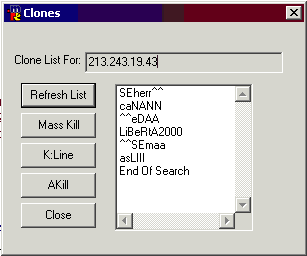 Clones
Clone List For: 213.243.19.43
Refresh List
Mass Kill
K:Line
AKill
Close
SEherr^^
caNANN
^^eDAA
LiBeRtA2000
^^SEmaa
asLIII
End Of Search